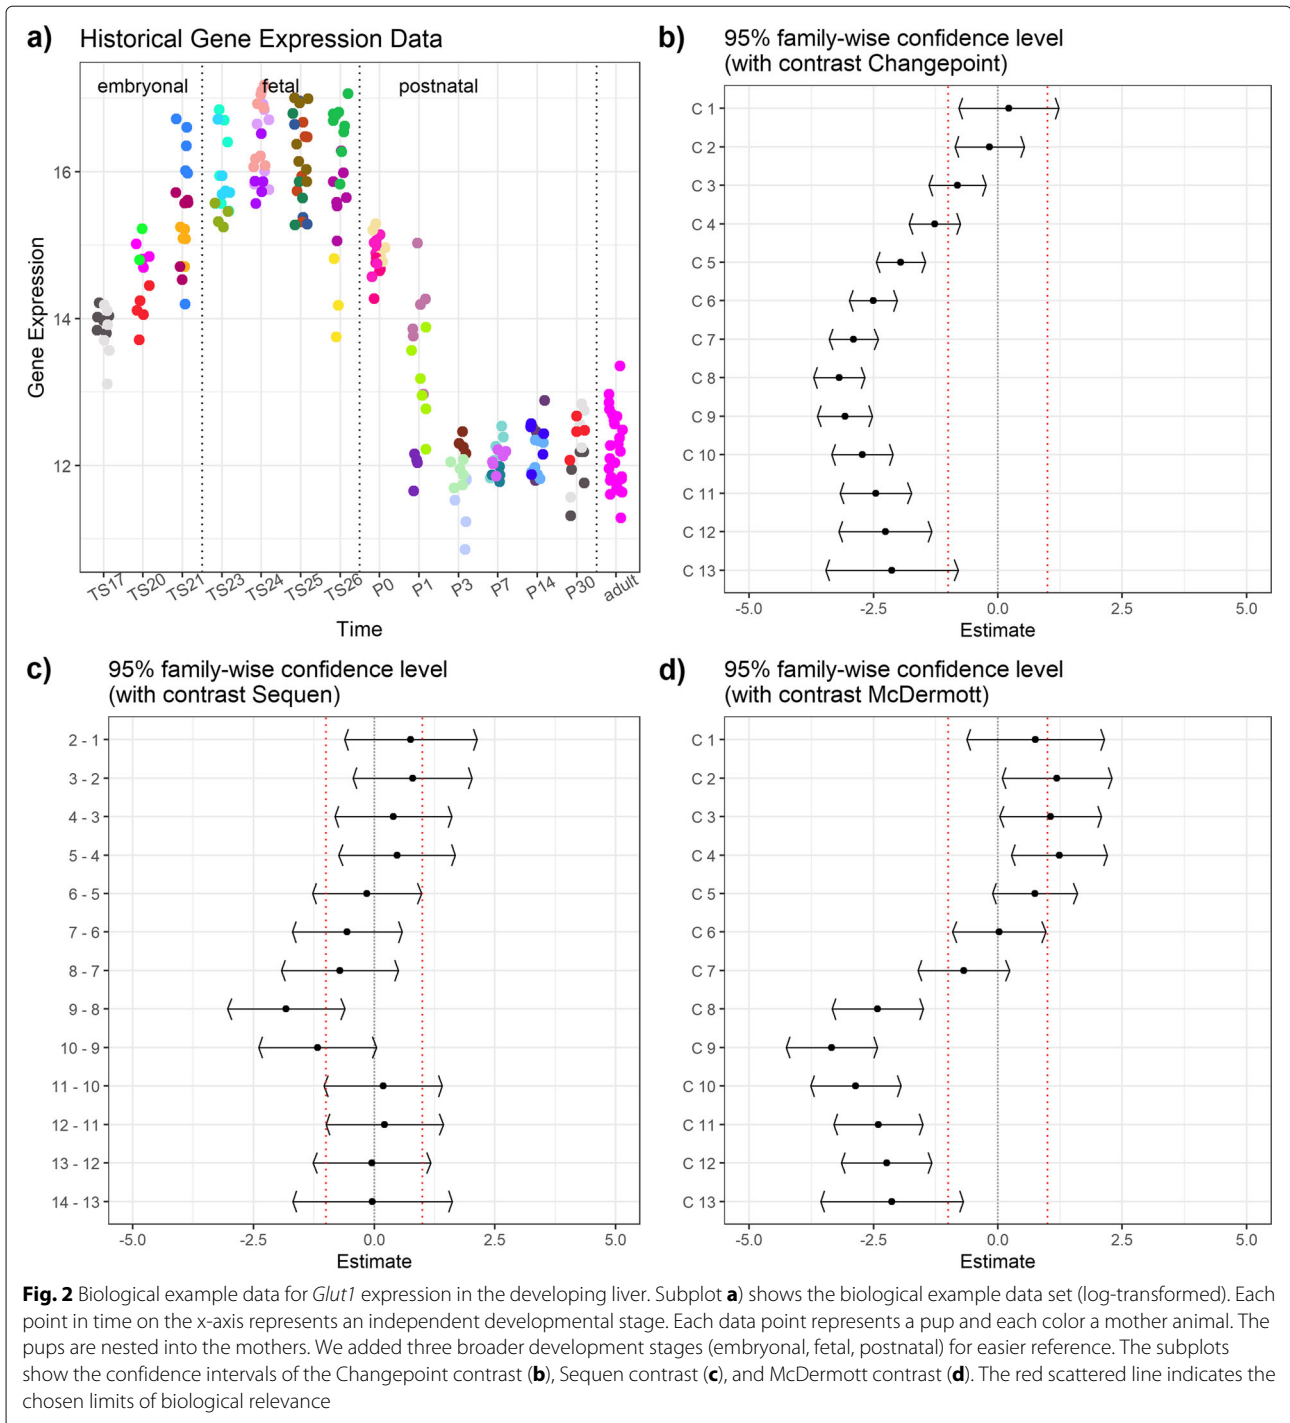 a) Historical Gene Expression Data
embryonal fetal postnatal
16
14
12
Gene Expression
TS17 TS20 TS21 TS23 TS24 TS25 TS26 P0 P1 P3 P7 P14 P30 adult
Time
b) 95% family-wise confidence level
(with contrast Changepoint)
C 1
C 2
C 3
C 4
C 5
C 6
C 7
C 8
C 9
C 10
C 11
C 12
C 13
-5.0 -2.5 0.0 2.5 5.0
Estimate
c) 95% family-wise confidence level
(with contrast Sequen)
2 - 1
3 - 2
4 - 3
5 - 4
6 - 5
7 - 6
8 - 7
9 - 8
10 - 9
11 - 10
12 - 11
13 - 12
14 - 13
-5.0 -2.5 0.0 2.5 5.0
Estimate
d) 95% family-wise confidence level
(with contrast McDermott)
C 1
C 2
C 3
C 4
C 5
C 6
C 7
C 8
C 9
C 10
C 11
C 12
C 13
-5.0 -2.5 0.0 2.5 5.0
Estimate
Fig. 2 Biological example data for Glut1 expression in the developing liver. Subplot a) shows the biological example data set (log-transformed). Each
point in time on the x-axis represents an independent developmental stage. Each data point represents a pup and each color a mother animal. The
pups are nested into the mothers. We added three broader development stages (embryonal, fetal, postnatal) for easier reference. The subplots
show the confidence intervals of the Changepoint contrast (b), Sequen contrast (c), and McDermott contrast (d). The red scattered line indicates the
chosen limits of biological relevance